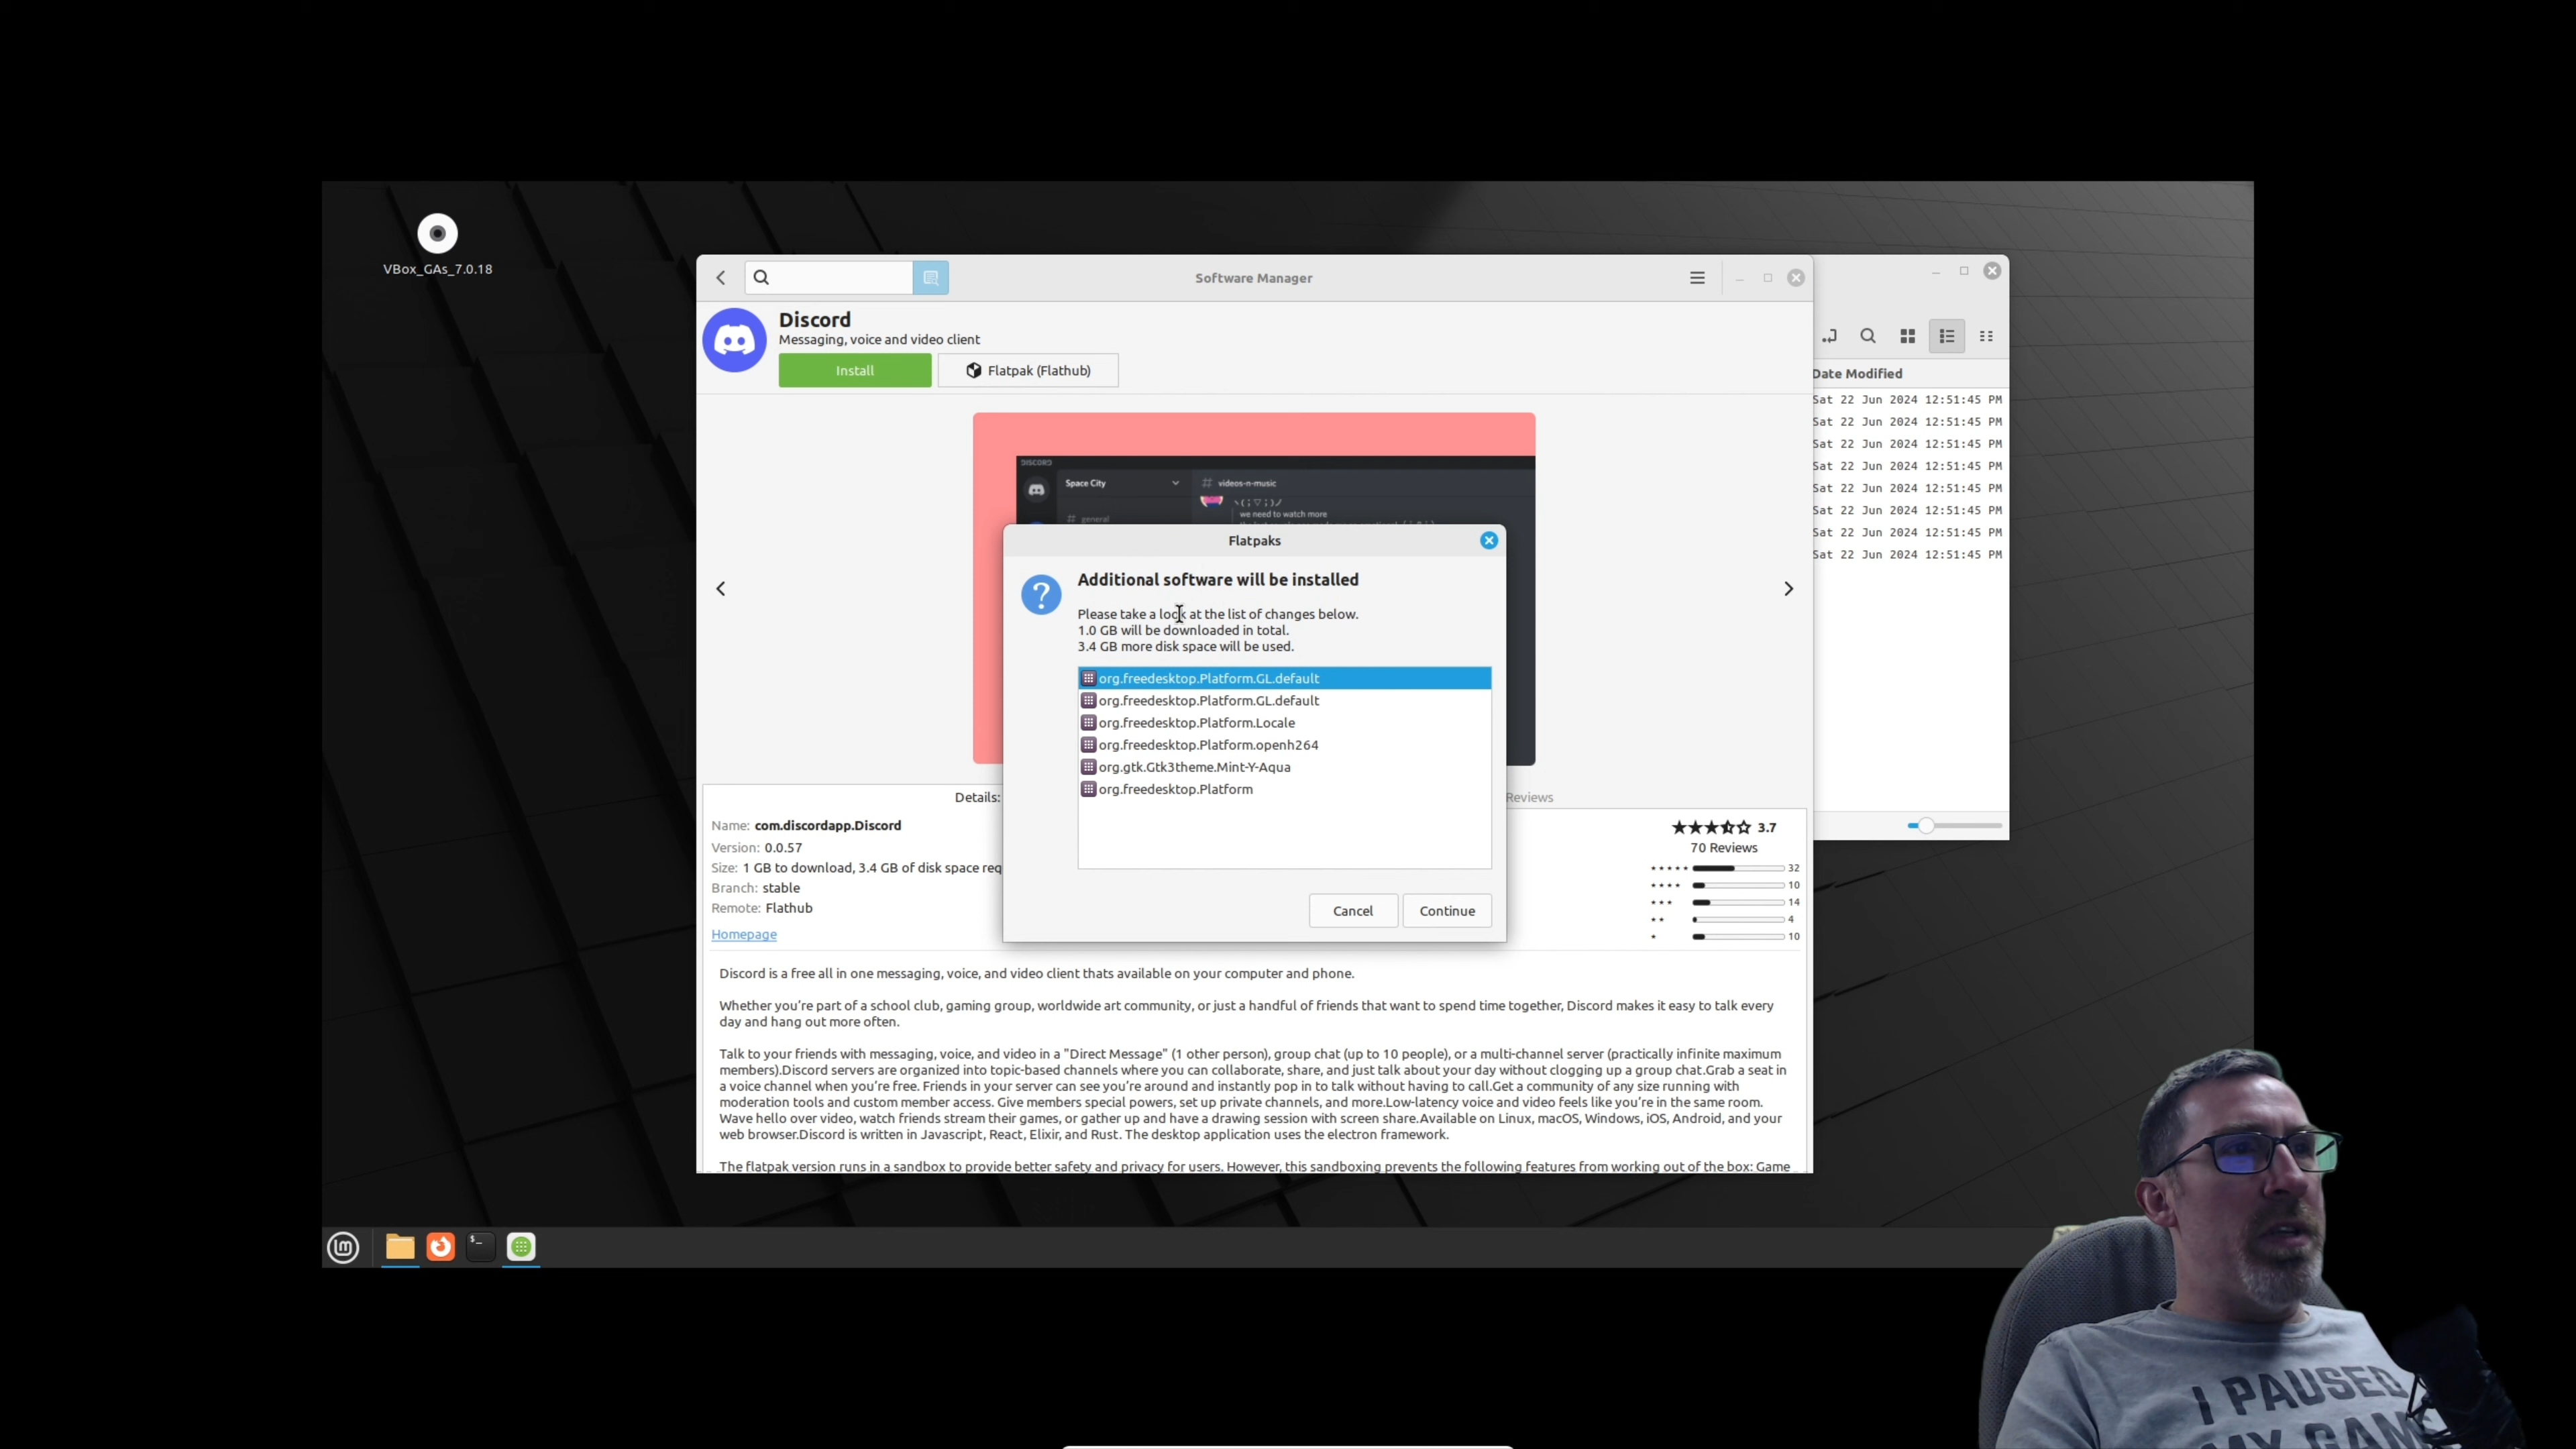 VBox_GAs_7.0.18
Software Manager
Discord
Messaging, voice and video client
Install
Flatpak (Flathub)
Date Modified
Sat 22 Jun 2024 12:51:45 PM
Sat 22 Jun 2024 12:51:45 PM
Sat 22 Jun 2024 12:51:45 PM
Sat 22 Jun 2024 12:51:45 PM
Sat 22 Jun 2024 12:51:45 PM
Sat 22 Jun 2024 12:51:45 PM
Sat 22 Jun 2024 12:51:45 PM
Sat 22 Jun 2024 12:51:45 PM
DISCORD
Space City
# videos-n-music
# general
ヽ(;▽;)ノ
we need to watch more
Flatpaks
Additional software will be installed
Please take a look at the list of changes below.
1.0 GB will be downloaded in total.
3.4 GB more disk space will be used.
org.freedesktop.Platform.GL.default
org.freedesktop.Platform.GL.default
org.freedesktop.Platform.Locale
org.freedesktop.Platform.openh264
org.gtk.Gtk3theme.Mint-Y-Aqua
org.freedesktop.Platform
Cancel
Continue
Details:
Reviews
Name: com.discordapp.Discord
Version: 0.0.57
Size: 1 GB to download, 3.4 GB of disk space req
Branch: stable
Remote: Flathub
Homepage
3.7
70 Reviews
32
10
14
4
10
Discord is a free all in one messaging, voice, and video client thats available on your computer and phone.
Whether you're part of a school club, gaming group, worldwide art community, or just a handful of friends that want to spend time together, Discord makes it easy to talk every
day and hang out more often.
Talk to your friends with messaging, voice, and video in a "Direct Message" (1 other person), group chat (up to 10 people), or a multi-channel server (practically infinite maximum
members).Discord servers are organized into topic-based channels where you can collaborate, share, and just talk about your day without clogging up a group chat.Grab a seat in
a voice channel when you're free. Friends in your server can see you're around and instantly pop in to talk without having to call.Get a community of any size running with
moderation tools and custom member access. Give members special powers, set up private channels, and more.Low-latency voice and video feels like you're in the same room.
Wave hello over video, watch friends stream their games, or gather up and have a drawing session with screen share.Available on Linux, macOS, Windows, iOS, Android, and your
web browser.Discord is written in Javascript, React, Elixir, and Rust. The desktop application uses the electron framework.
The flatpak version runs in a sandbox to provide better safety and privacy for users. However, this sandboxing prevents the following features from working out of the box: Game
I PAUSED
MY GAM